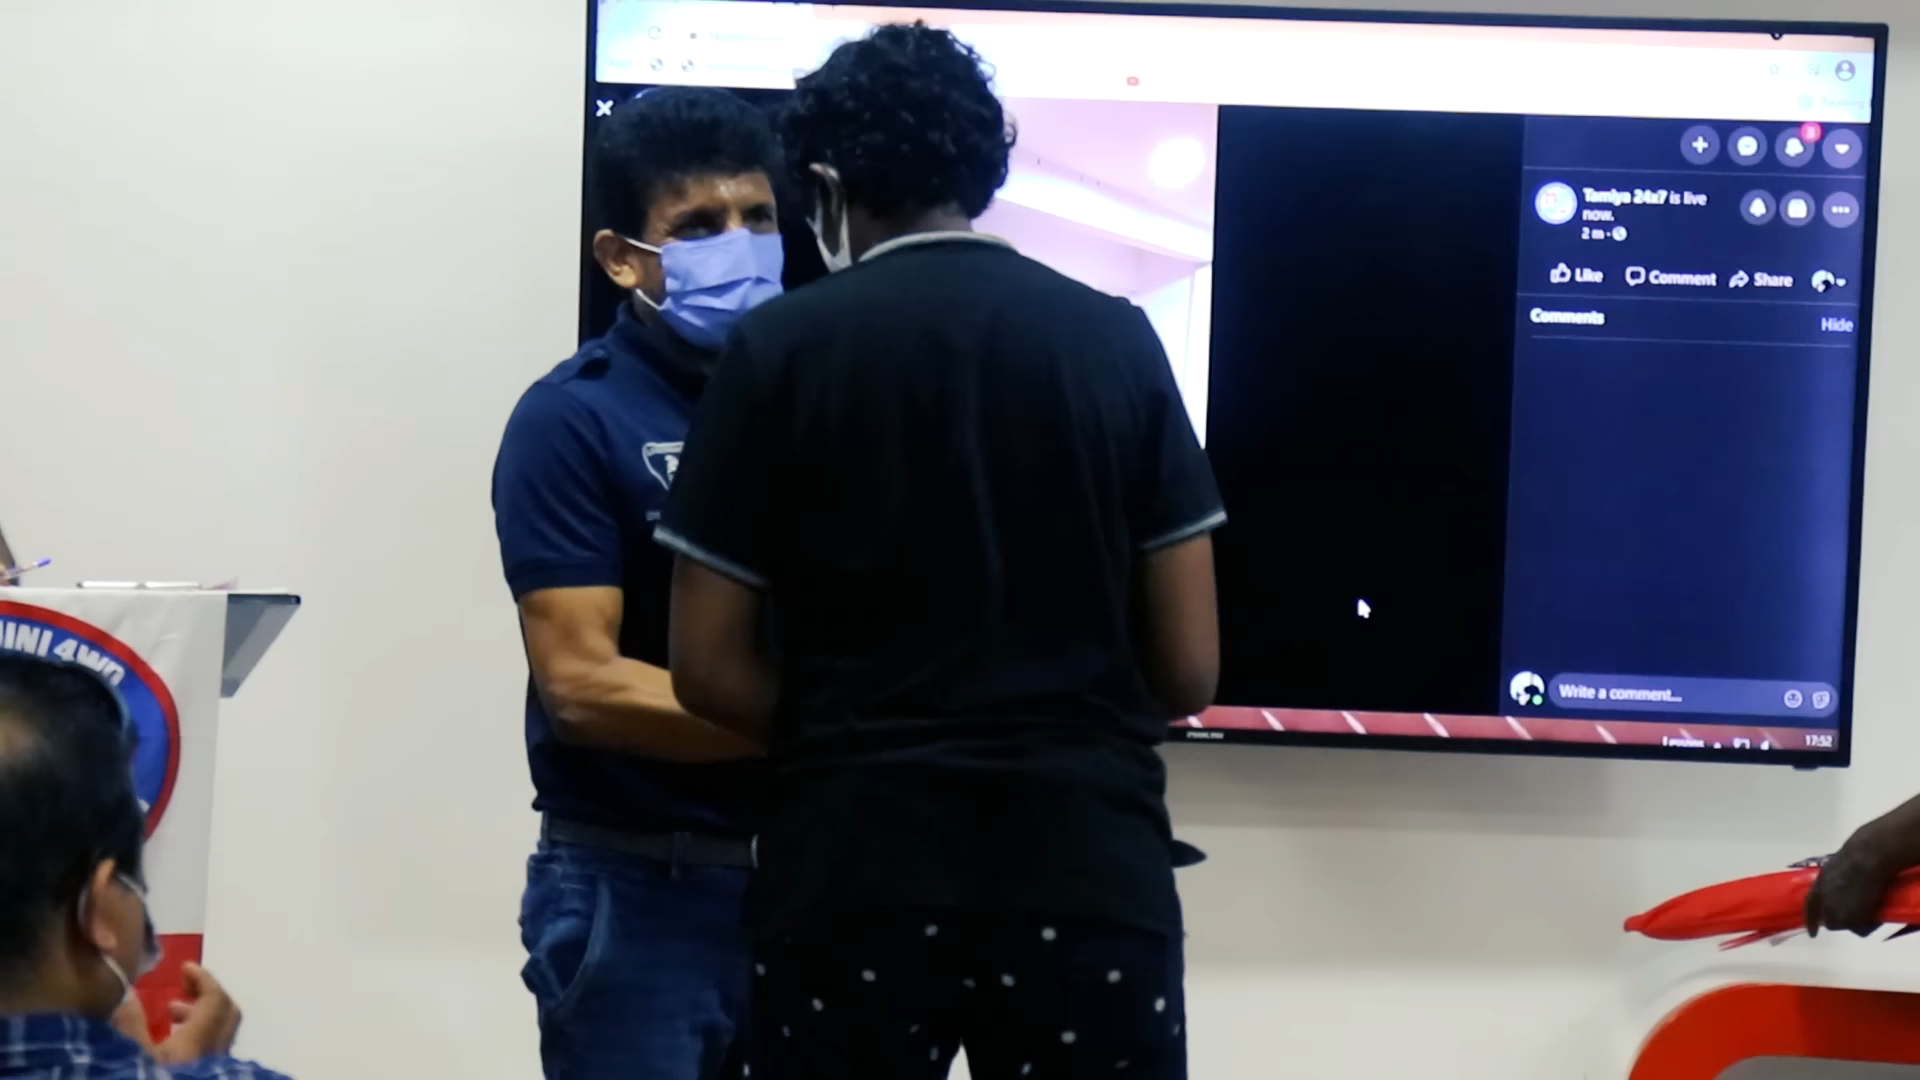 Tamiya 24x7 is live
now.
2 m
Like Comment Share
Comments
Hide
Write a comment...
17:52
MINI 4WD